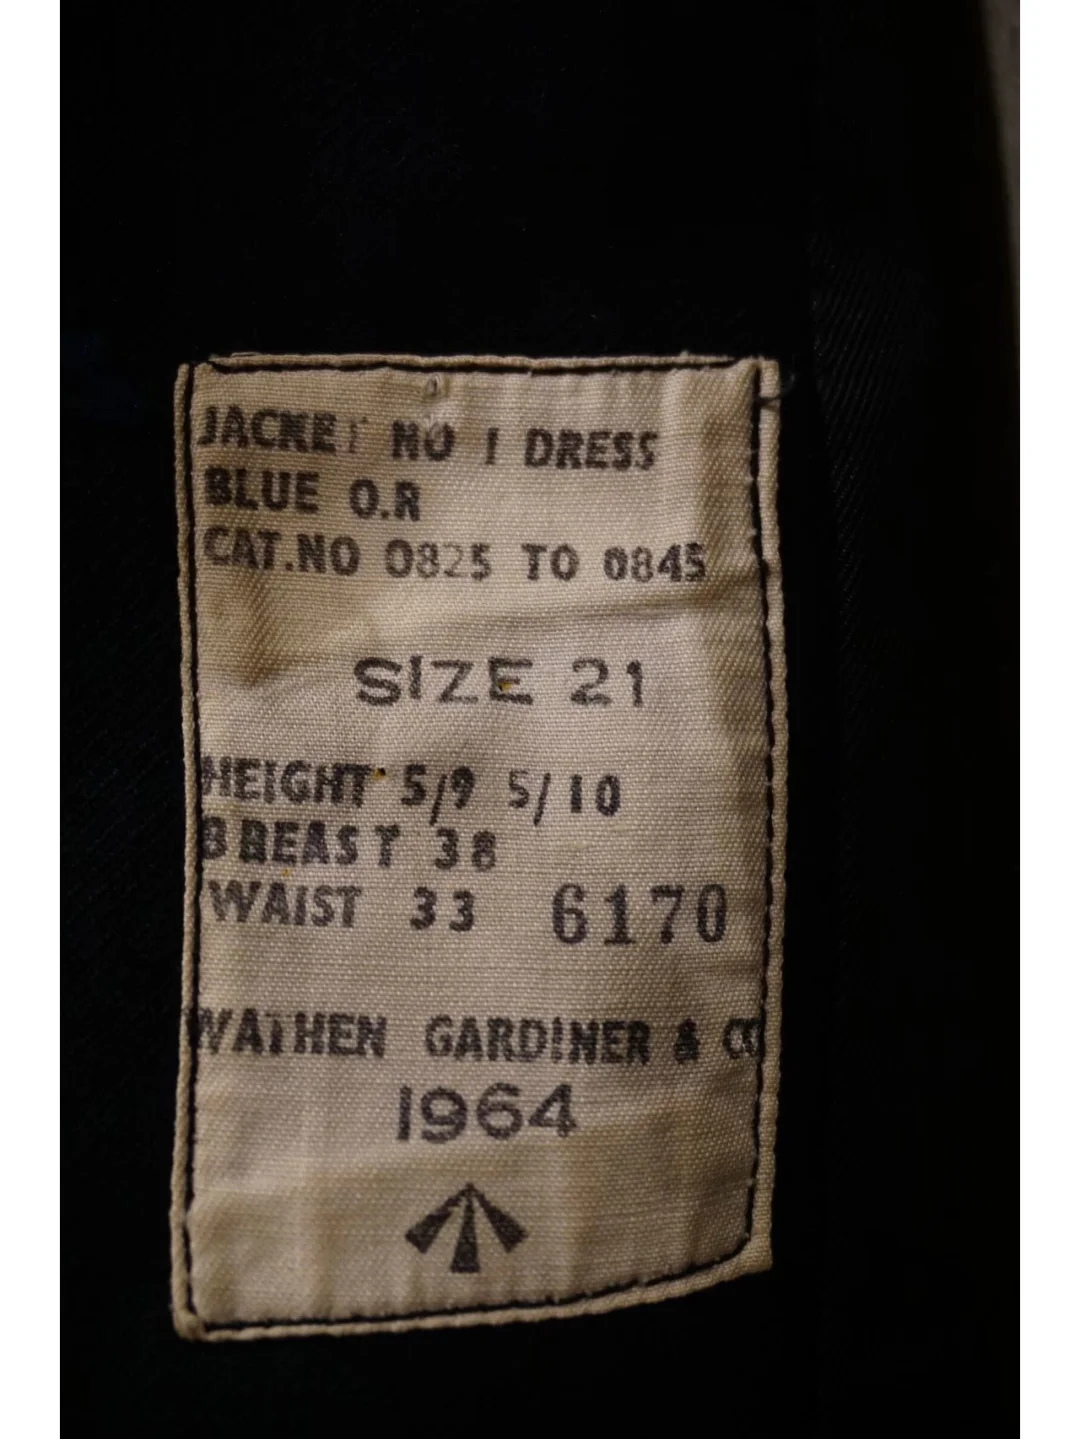 JACKET NO 1 DRESS
BLUE O.R
CAT.NO 0825 TO 0845
SIZE 21
HEIGHT 5/9 5/10
BREAST 38
WAIST 33 6170
WATHEN GARDINER & CO
1964